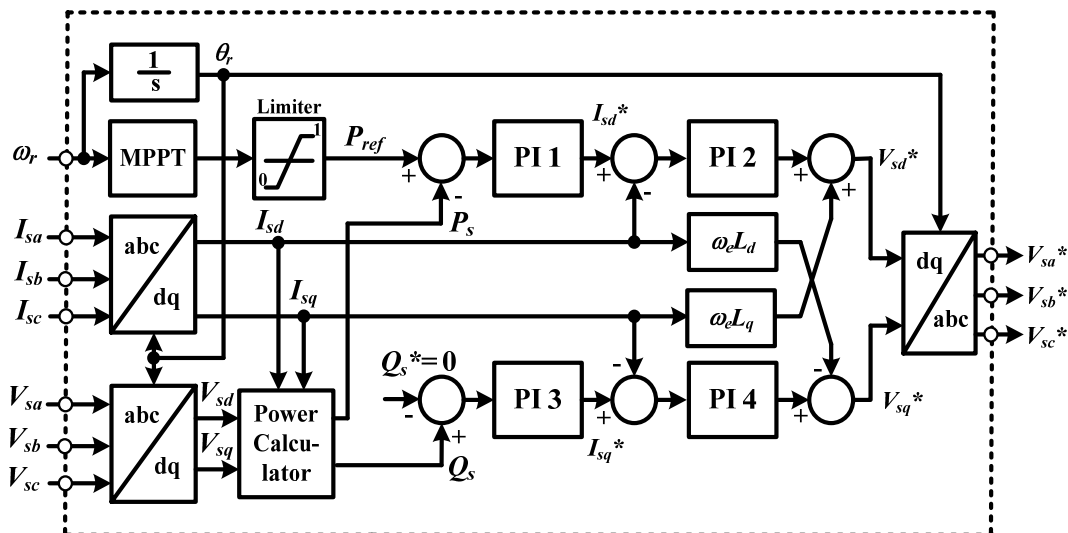 θr
1
s
Limiter
1
0
ωr
MPPT
Pref
+
-
PI 1
Isd*
+
-
PI 2
+
+
Vsd*
Ps
Isa
Isb
Isc
abc
dq
Isd
Isq
ωeLd
ωeLq
dq
abc
Vsa*
Vsb*
Vsc*
Qs*=0
-
+
Qs
PI 3
-
+
Isq*
PI 4
-
+
Vsq*
Vsa
Vsb
Vsc
abc
dq
Vsd
Vsq
Power
Calcu-
lator